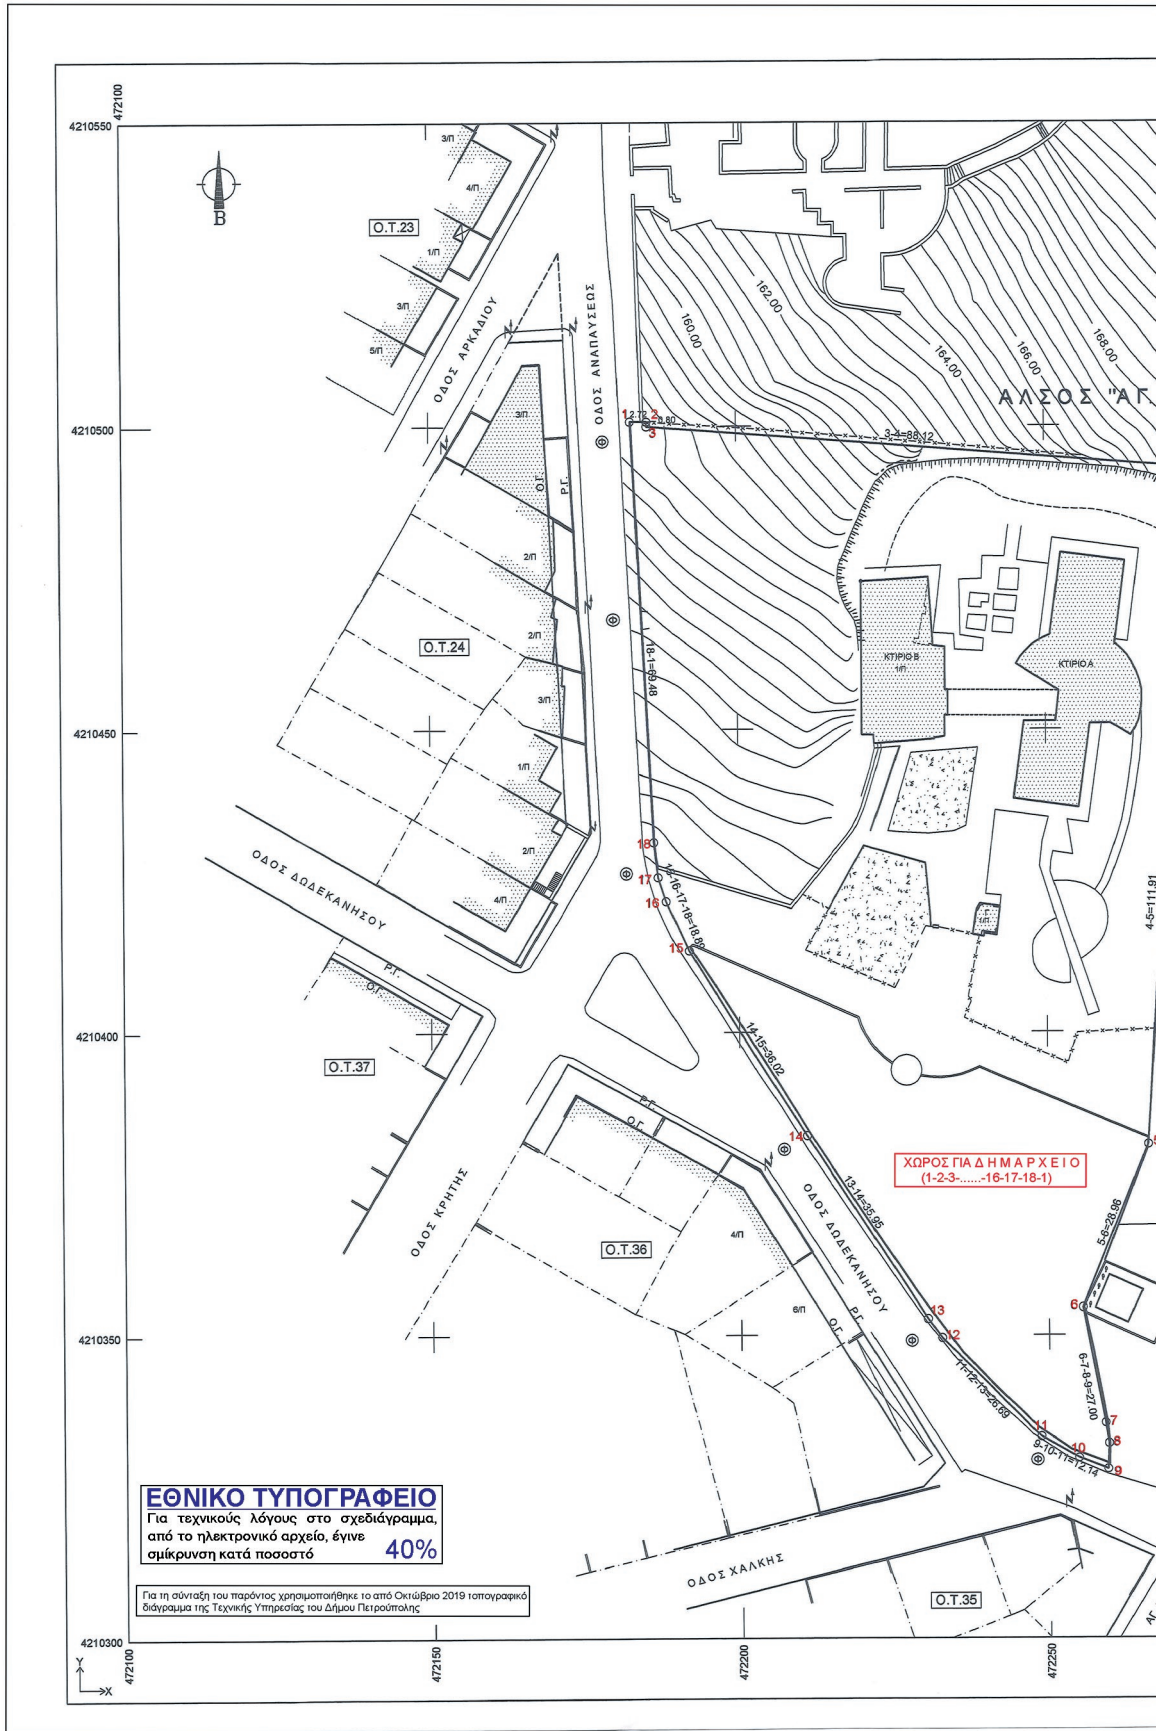 472100
4210550
3/Π
4/Π
Ο.Τ.23
Β
1/Π
3/Π
5/Π
ΟΔΟΣ ΑΡΚΑΔΙΟΥ
ΟΔΟΣ ΑΝΑΠΑΥΣΕΩΣ
160.00
162.00
164.00
166.00
168.00
ΑΛΣΟΣ "ΑΓ.
4210500
1
2.72
2
3
3-4=88.12
3/Π
Ο.Γ.
Ρ.Γ.
2/Π
2/Π
Ο.Τ.24
3/Π
1/Π
2/Π
4/Π
18-1=69.48
ΚΤΙΡΙΟ Β
1/Π
ΚΤΙΡΙΟ Α
4210450
18
17
16
15
15-16-17-18=18.89
4-5=111.91
ΟΔΟΣ ΔΩΔΕΚΑΝΗΣΟΥ
Ρ.Γ.
Ο.Γ.
4210400
Ο.Τ.37
14-15=36.02
14
5
ΧΩΡΟΣ ΓΙΑ Δ Η Μ Α Ρ Χ Ε Ι Ο
(1-2-3-......-16-17-18-1)
Ρ.Γ.
Ο.Γ.
ΟΔΟΣ ΚΡΗΤΗΣ
Ο.Τ.36
4/Π
6/Π
ΟΔΟΣ ΔΩΔΕΚΑΝΗΣΟΥ
Ρ.Γ.
Ο.Γ.
13-14=35.95
5-6=28.96
6
13
12
4210350
11-12-13=26.69
6-7-8-9=27.00
11
7
8
10
9
9-10-11=12.14
ΕΘΝΙΚΟ ΤΥΠΟΓΡΑΦΕΙΟ
Για τεχνικούς λόγους στο σχεδιάγραμμα,
από το ηλεκτρονικό αρχείο, έγινε
σμίκρυνση κατά ποσοστό 40%
ΟΔΟΣ ΧΑΛΚΗΣ
Ο.Τ.35
ΑΓ.
Για τη σύνταξη του παρόντος χρησιμοποιήθηκε το από Οκτώβριο 2019 τοπογραφικό
διάγραμμα της Τεχνικής Υπηρεσίας του Δήμου Πετρούπολης
4210300
Υ
Χ
472100
472150
472200
472250